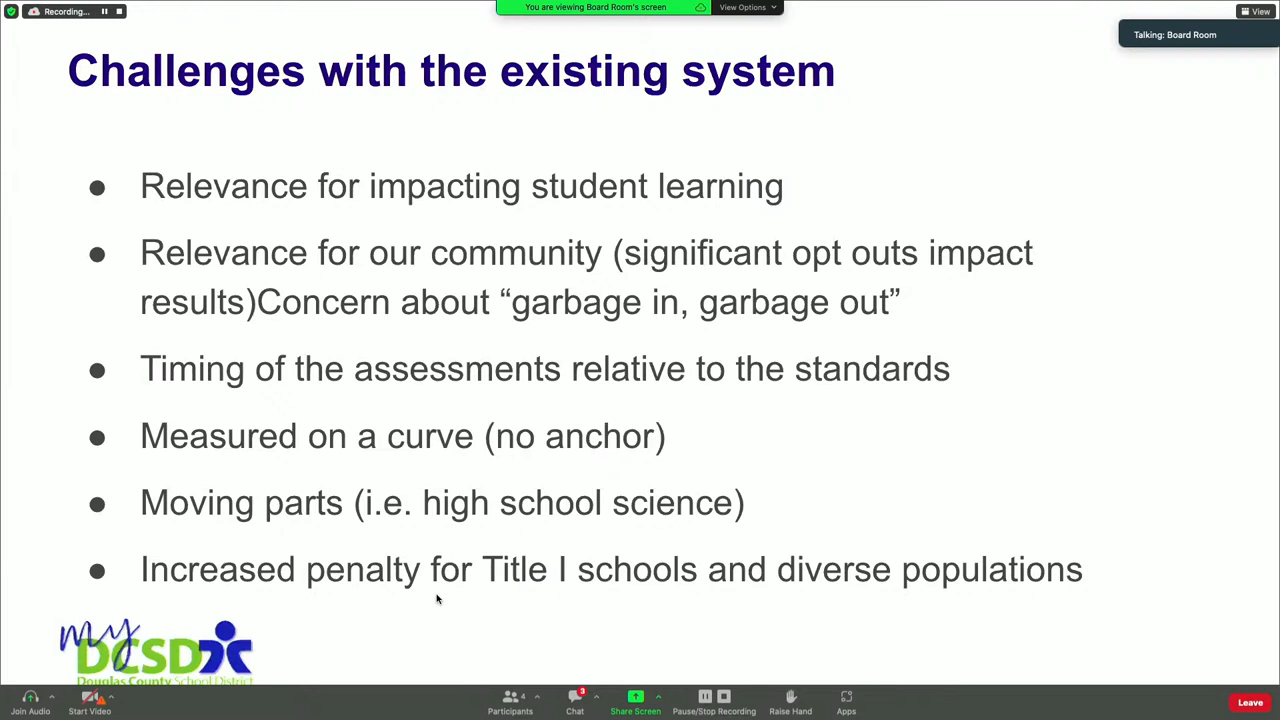 Recording...
You are viewing Board Room's screen
View Options
View
Talking: Board Room
Challenges with the existing system
● Relevance for impacting student learning
● Relevance for our community (significant opt outs impact
results)Concern about “garbage in, garbage out”
● Timing of the assessments relative to the standards
● Measured on a curve (no anchor)
● Moving parts (i.e. high school science)
● Increased penalty for Title I schools and diverse populations
my
DCSD
Douglas County School District
Join Audio
Start Video
4
Participants
3
Chat
Share Screen
Pause/Stop Recording
Raise Hand
Apps
Leave